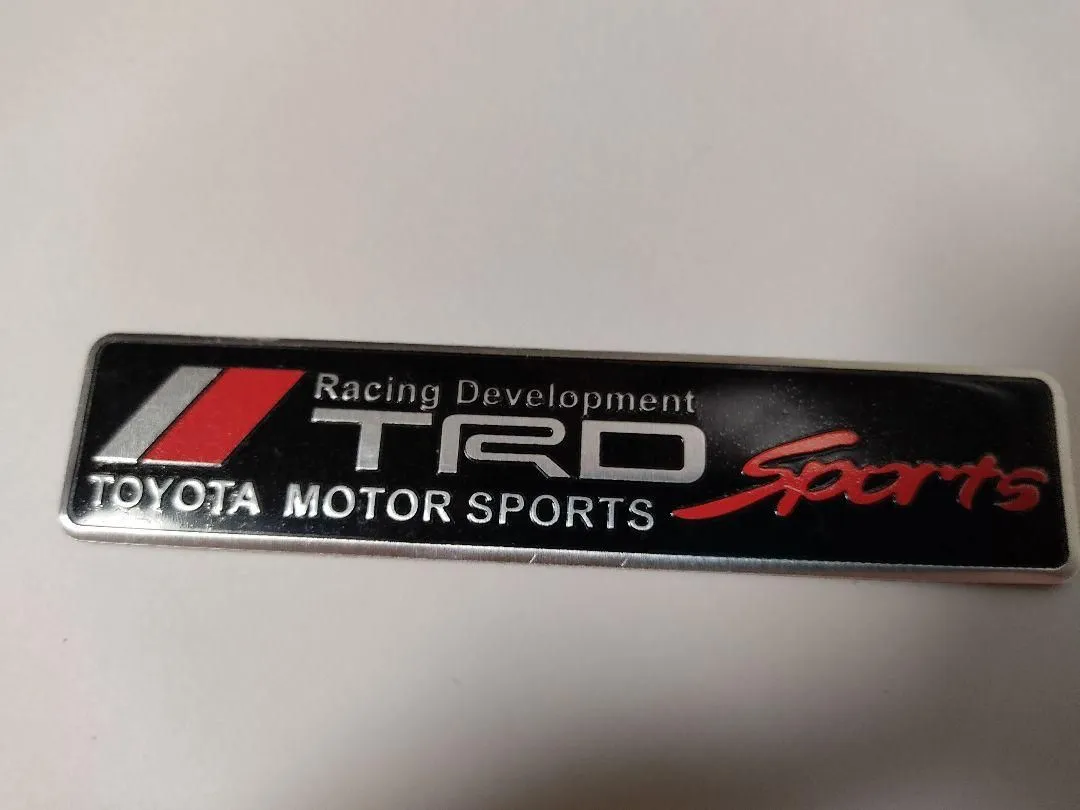 Racing Development
TRD Sports
TOYOTA MOTOR SPORTS